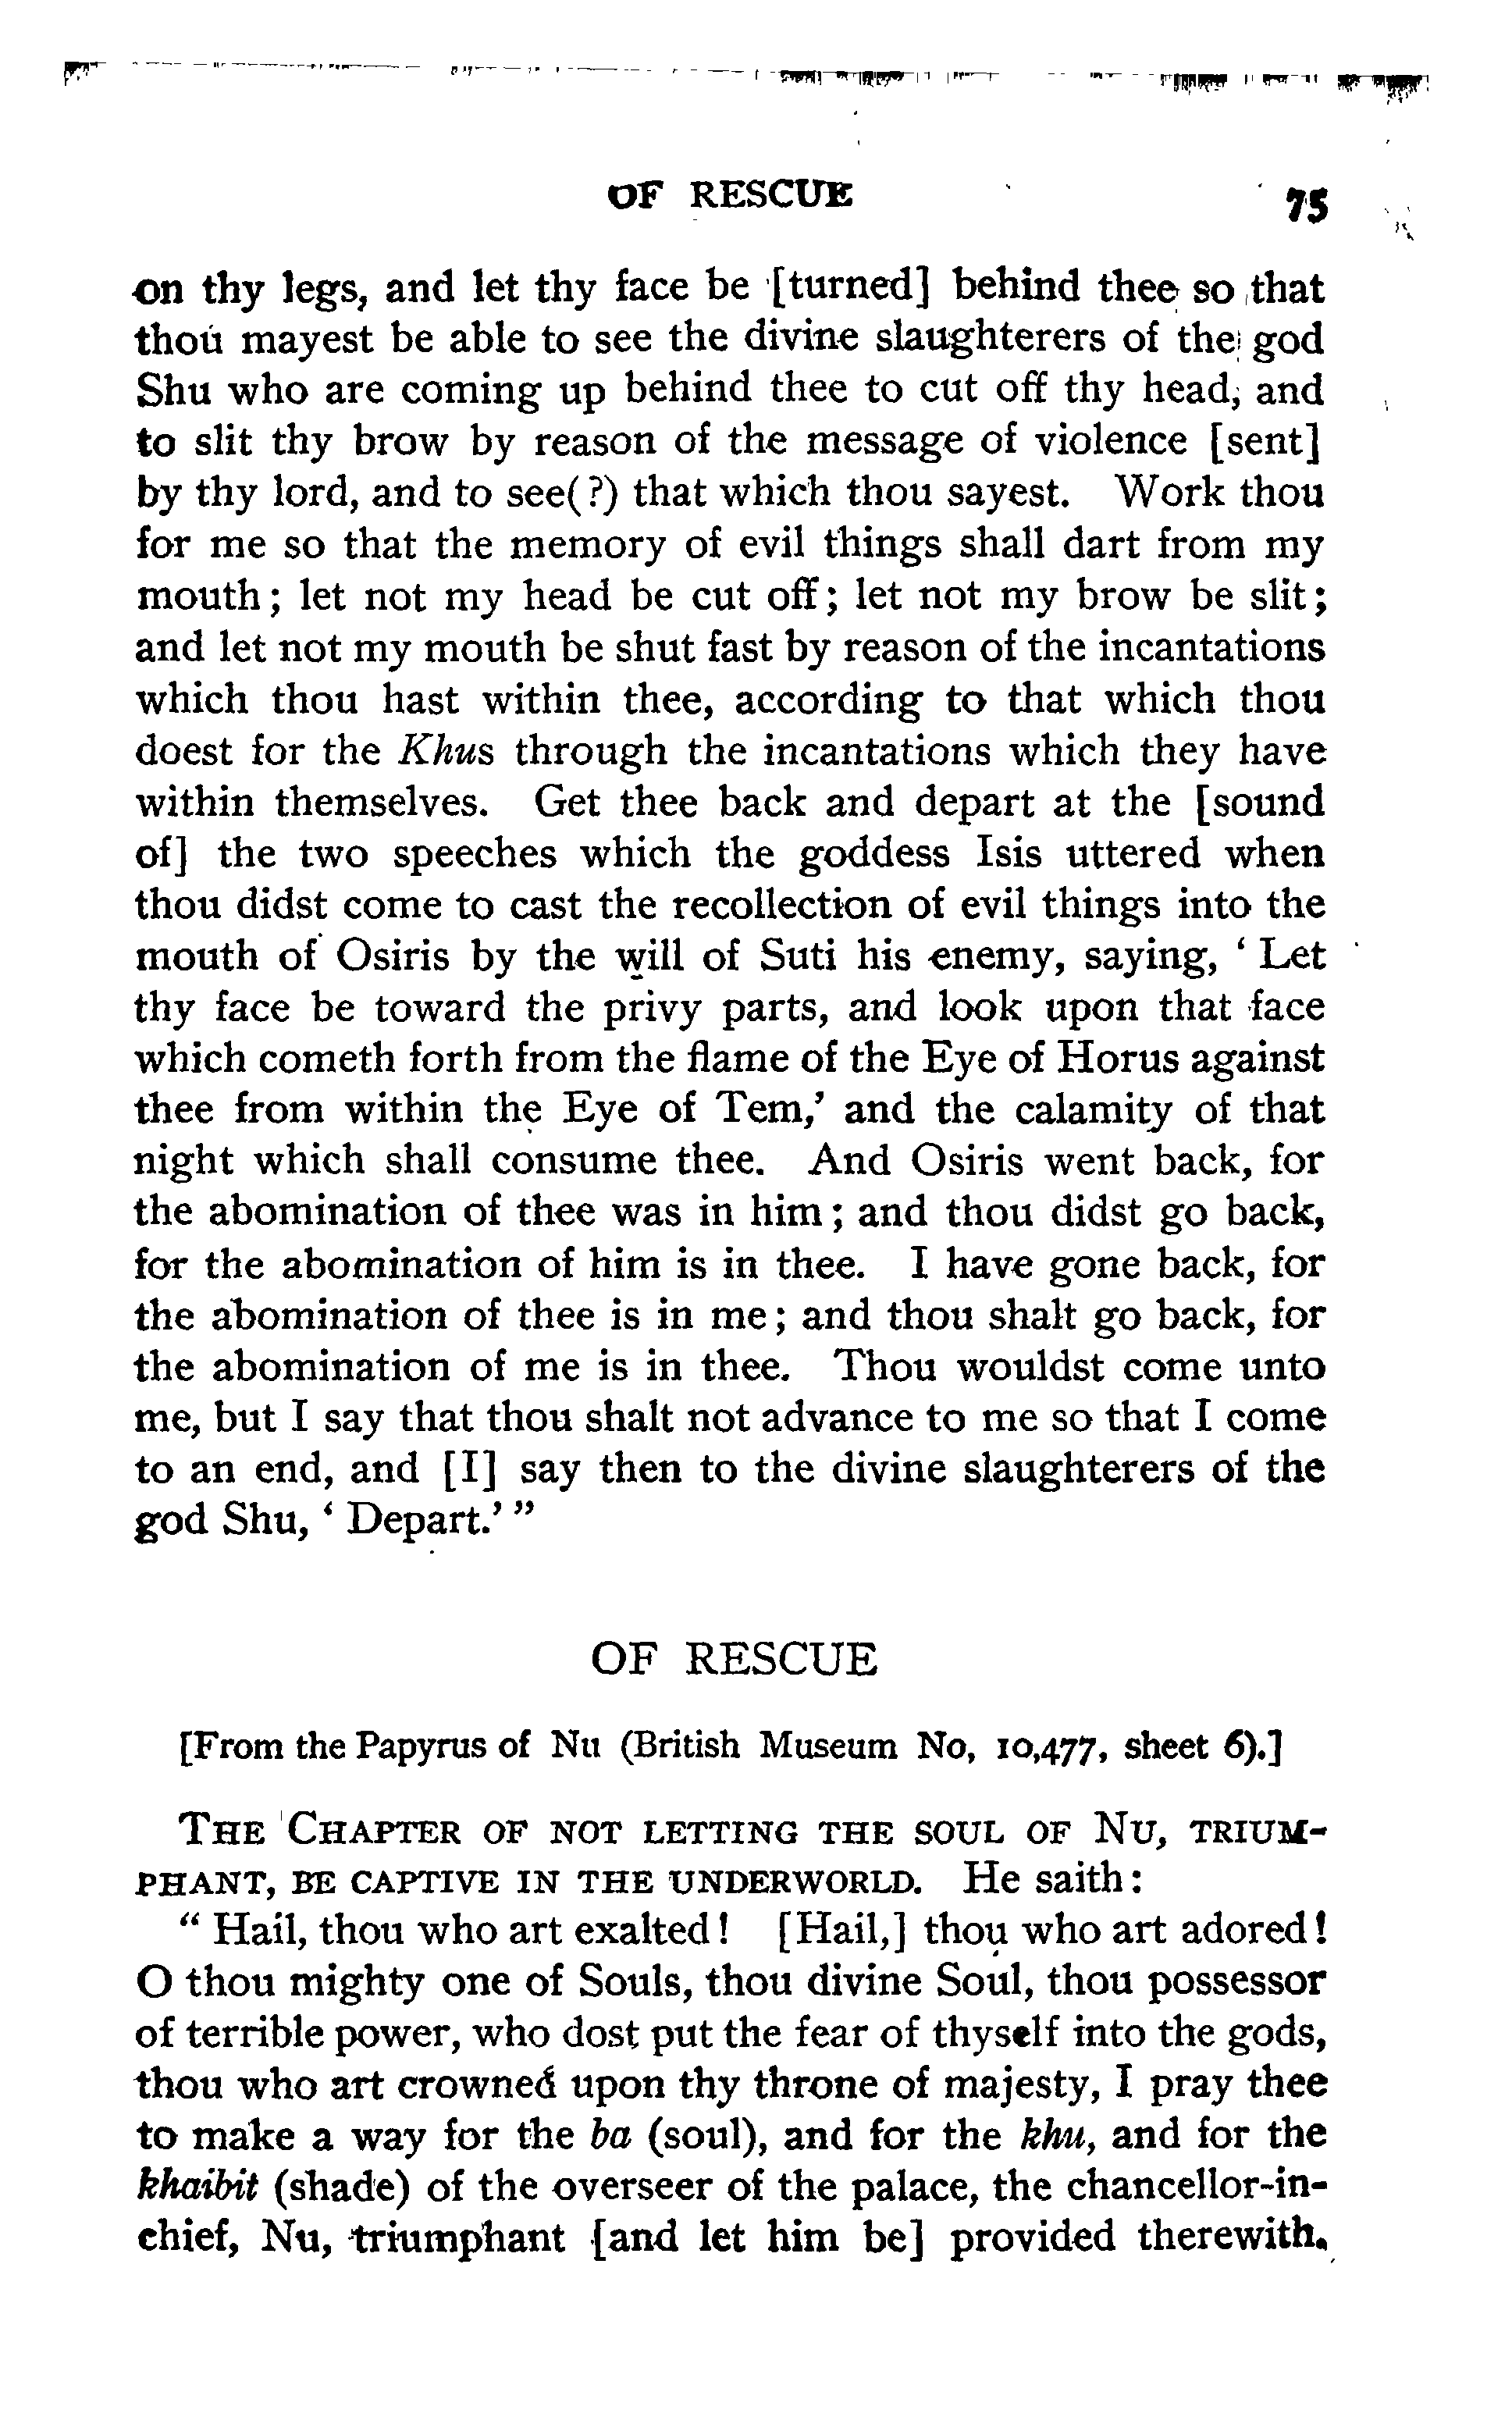 OF RESCUE 75
on thy legs, and let thy face be [turned] behind thee so that
thou mayest be able to see the divine slaughterers of the god
Shu who are coming up behind thee to cut off thy head, and
to slit thy brow by reason of the message of violence [sent]
by thy lord, and to see(?) that which thou sayest. Work thou
for me so that the memory of evil things shall dart from my
mouth; let not my head be cut off; let not my brow be slit;
and let not my mouth be shut fast by reason of the incantations
which thou hast within thee, according to that which thou
doest for the Khus through the incantations which they have
within themselves. Get thee back and depart at the [sound
of] the two speeches which the goddess Isis uttered when
thou didst come to cast the recollection of evil things into the
mouth of Osiris by the will of Suti his enemy, saying, ‘ Let
thy face be toward the privy parts, and look upon that face
which cometh forth from the flame of the Eye of Horus against
thee from within the Eye of Tem,’ and the calamity of that
night which shall consume thee. And Osiris went back, for
the abomination of thee was in him; and thou didst go back,
for the abomination of him is in thee. I have gone back, for
the abomination of thee is in me; and thou shalt go back, for
the abomination of me is in thee. Thou wouldst come unto
me, but I say that thou shalt not advance to me so that I come
to an end, and [I] say then to the divine slaughterers of the
god Shu, ‘ Depart.’ ”
OF RESCUE
[From the Papyrus of Nu (British Museum No, 10,477, sheet 6).]
THE CHAPTER OF NOT LETTING THE SOUL OF NU, TRIUM-
PHANT, BE CAPTIVE IN THE UNDERWORLD. He saith:
“ Hail, thou who art exalted! [Hail,] thou who art adored!
O thou mighty one of Souls, thou divine Soul, thou possessor
of terrible power, who dost put the fear of thyself into the gods,
thou who art crowned upon thy throne of majesty, I pray thee
to make a way for the ba (soul), and for the khu, and for the
khaibit (shade) of the overseer of the palace, the chancellor-in-
chief, Nu, triumphant [and let him be] provided therewith.